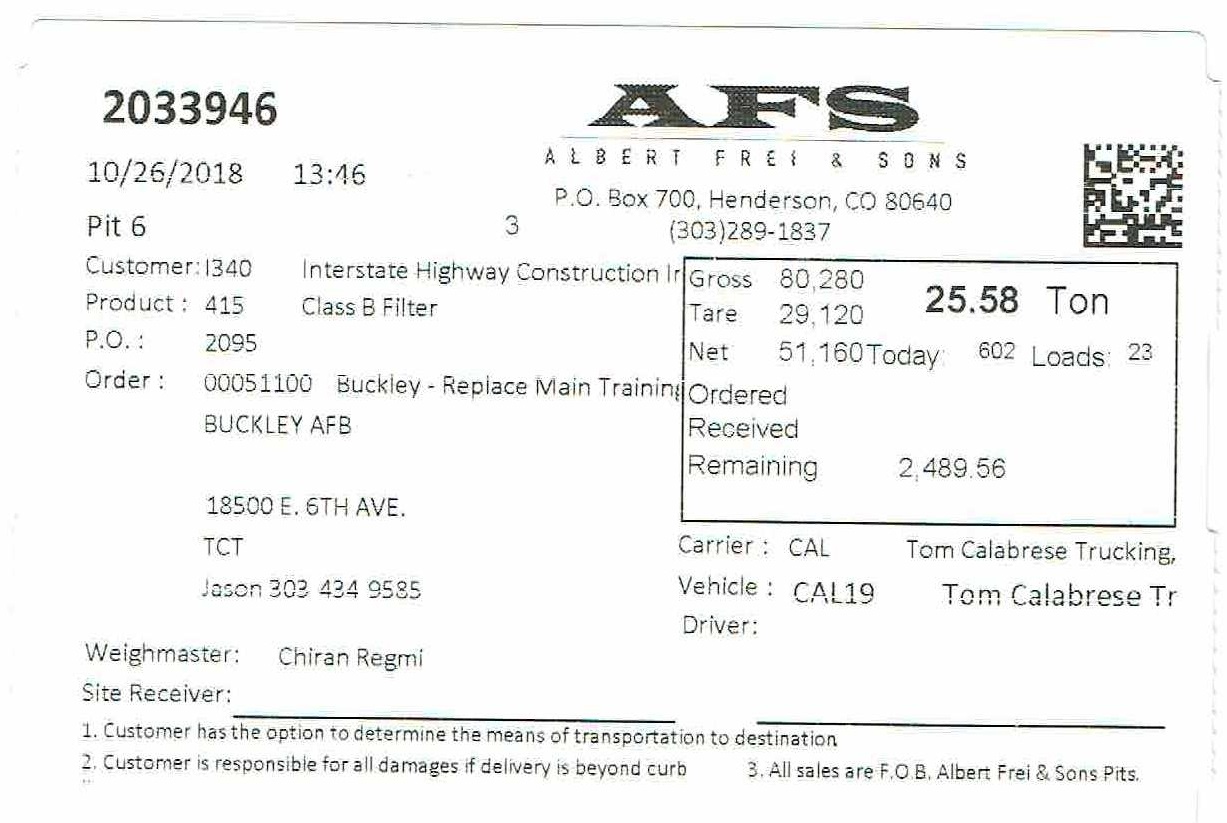 2033946
AFS
ALBERT FREI & SONS
10/26/2018 13:46
P.O. Box 700, Henderson, CO 80640
Pit 6 3
(303)289-1837
Customer: I340 Interstate Highway Construction In
Product : 415 Class B Filter
P.O. : 2095
Order : 00051100 Buckley - Replace Main Training
BUCKLEY AFB
18500 E. 6TH AVE.
TCT
Jason 303 434 9585
Gross 80,280
25.58 Ton
Tare 29,120
Net 51,160 Today: 602 Loads: 23
Ordered
Received
Remaining 2,489.56
Carrier : CAL Tom Calabrese Trucking,
Vehicle : CAL19 Tom Calabrese Tr
Driver:
Weighmaster: Chiran Regmi
Site Receiver:
1. Customer has the option to determine the means of transportation to destination
2. Customer is responsible for all damages if delivery is beyond curb
3. All sales are F.O.B. Albert Frei & Sons Pits.